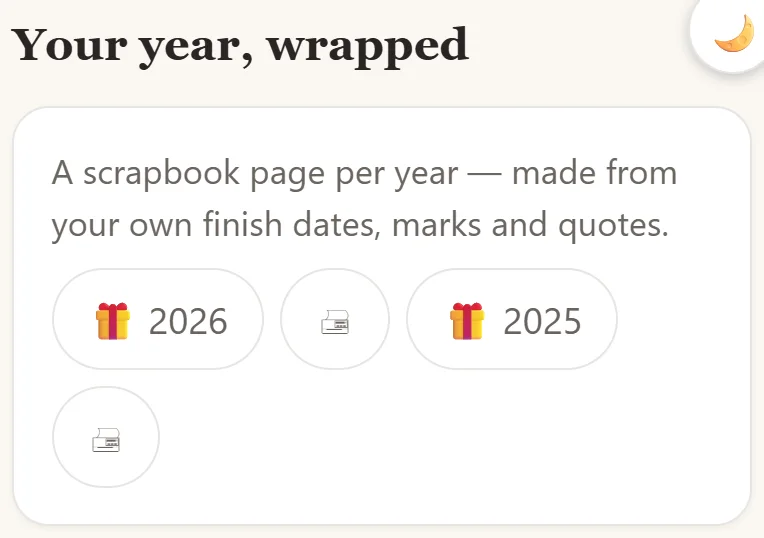 Your year, wrapped
A scrapbook page per year — made from
your own finish dates, marks and quotes.
2026
2025